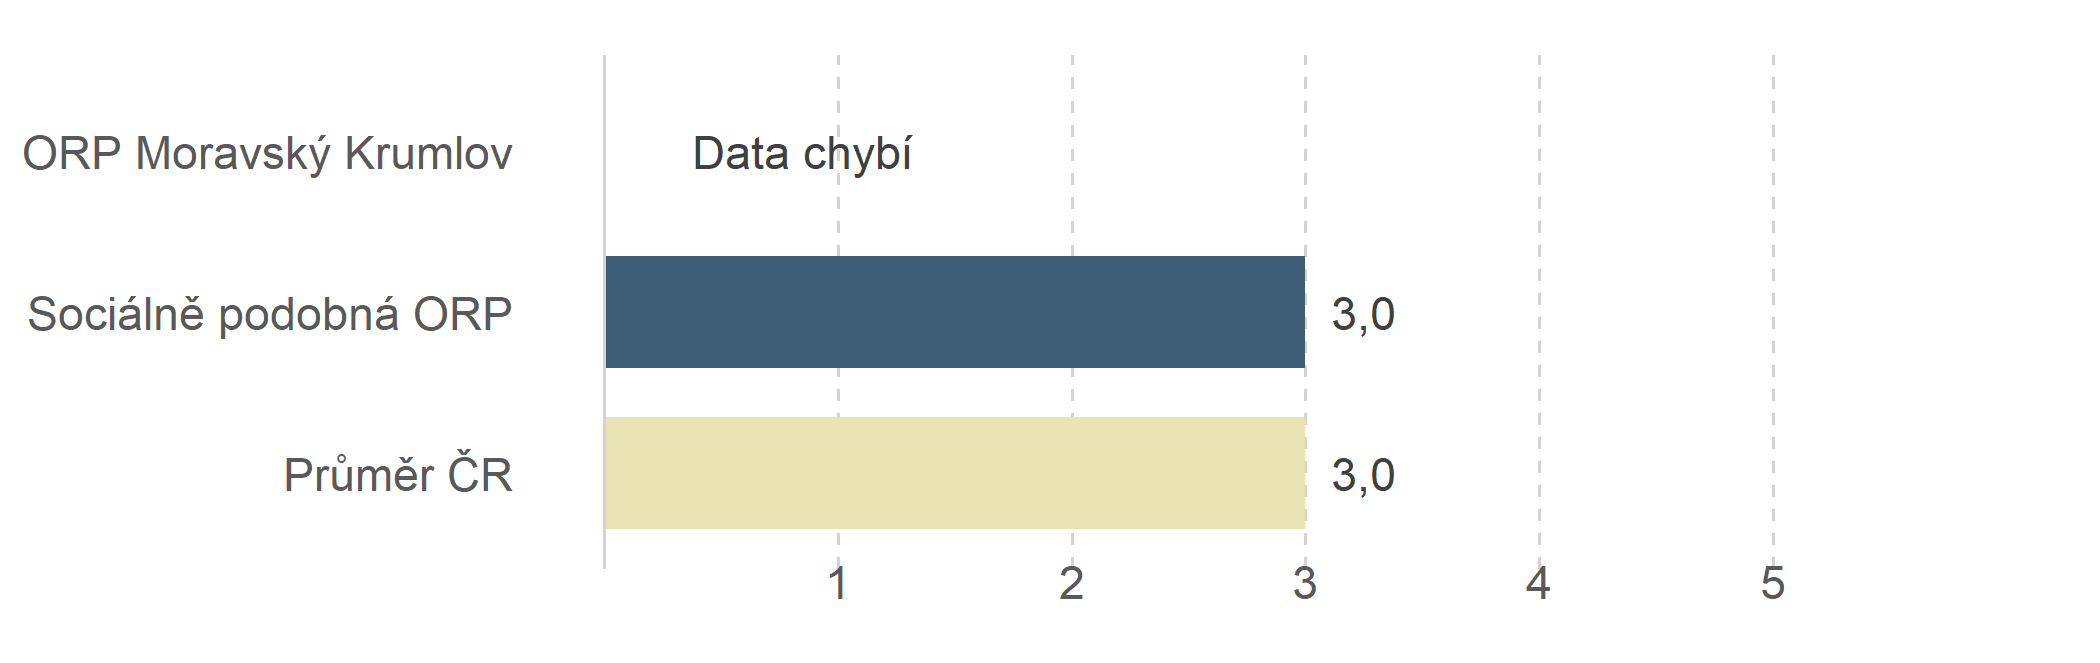 ORP Moravský Krumlov Data chybí
Sociálně podobná ORP 3,0
Průměr ČR 3,0
1 2 3 4 5